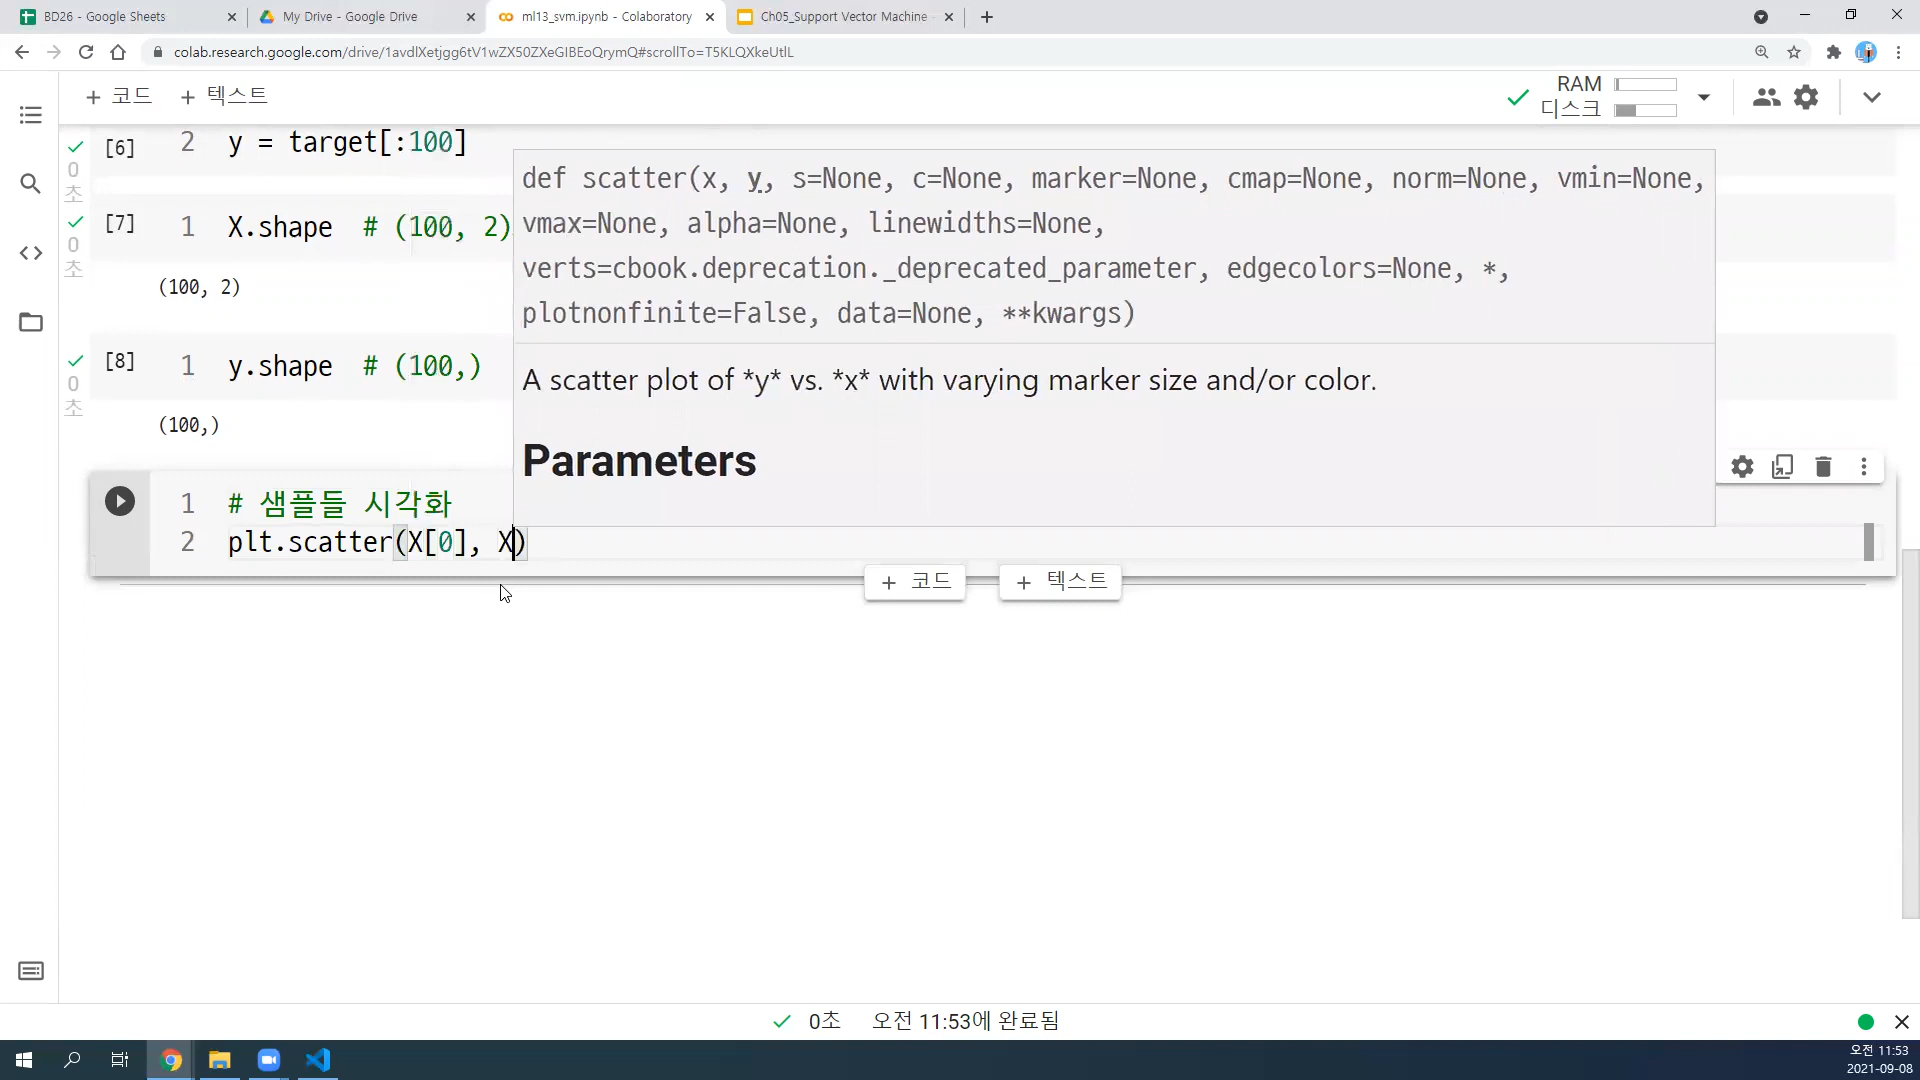 BD26 - Google Sheets
My Drive - Google Drive
ml13_svm.ipynb - Colaboratory
Ch05_Support Vector Machine
colab.research.google.com/drive/1avdlXetjgg6tV1wZX50ZXeGIBEoQrymQ#scrollTo=T5KLQXkeUtlL
+ 코드 + 텍스트
RAM
디스크
[6] 2 y = target[:100]
0
초
[7] 1 X.shape # (100, 2)
0
초
(100, 2)
[8] 1 y.shape # (100,)
0
초
(100,)
def scatter(x, y, s=None, c=None, marker=None, cmap=None, norm=None, vmin=None,
vmax=None, alpha=None, linewidths=None,
verts=cbook.deprecation._deprecated_parameter, edgecolors=None, *,
plotnonfinite=False, data=None, **kwargs)
A scatter plot of *y* vs. *x* with varying marker size and/or color.
Parameters
1 # 샘플들 시각화
2 plt.scatter(X[0], X)
+ 코드 + 텍스트
0초 오전 11:53에 완료됨
오전 11:53
2021-09-08